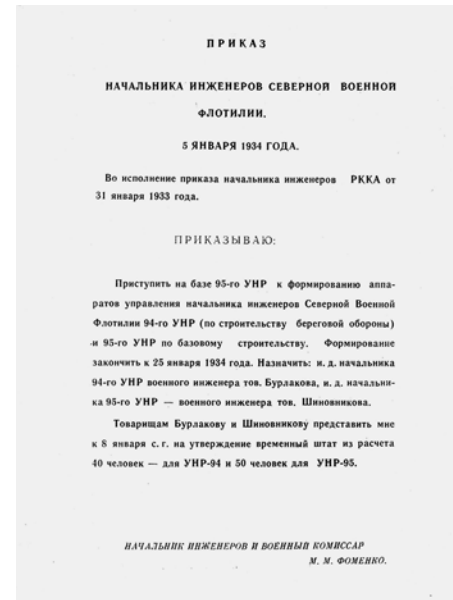 ПРИКАЗ
НАЧАЛЬНИКА ИНЖЕНЕРОВ СЕВЕРНОЙ ВОЕННОЙ
ФЛОТИЛИИ.
5 ЯНВАРЯ 1934 ГОДА.
Во исполнение приказа начальника инженеров РККА от
31 января 1933 года.
ПРИКАЗЫВАЮ:
Приступить на базе 95-го УНР к формированию аппа-
ратов управления начальника инженеров Северной Военной
Флотилии 94-го УНР (по строительству береговой обороны)
и 95-го УНР по базовому строительству. Формирование
закончить к 25 января 1934 года. Назначить: и. д. начальника
94-го УНР военного инженера тов. Бурлакова, и. д. начальни-
ка 95-го УНР — военного инженера тов. Шиновникова.
Товарищам Бурлакову и Шиновникову представить мне
к 8 января с. г. на утверждение временный штат из расчета
40 человек — для УНР-94 и 50 человек для УНР-95.
НАЧАЛЬНИК ИНЖЕНЕРОВ И ВОЕННЫЙ КОМИССАР
М. М. ФОМЕНКО.